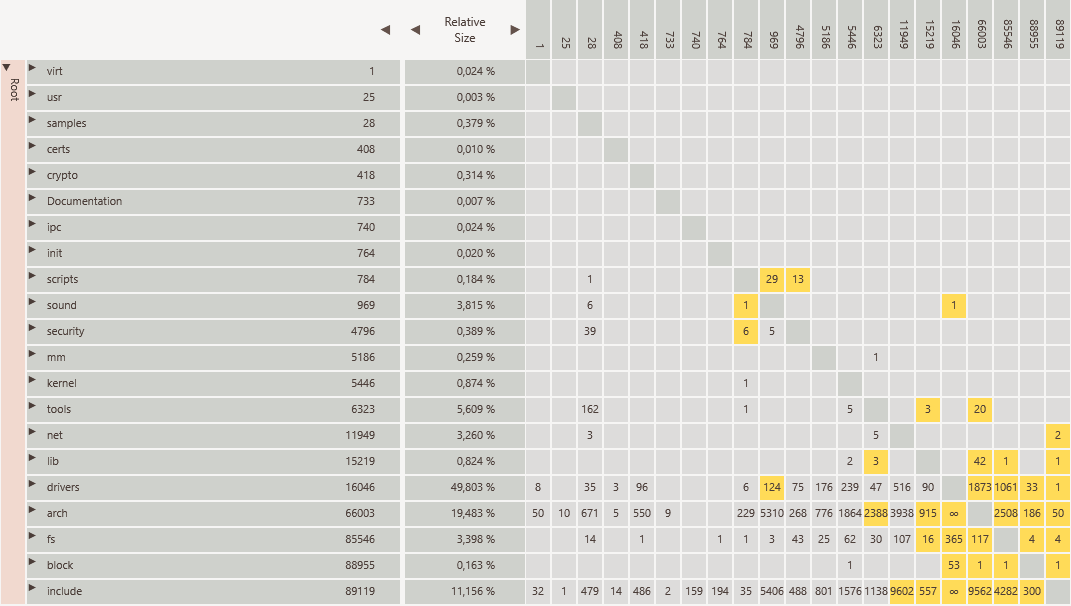 Relative
Size
1 25 28 408 418 733 740 764 784 969 4796 5186 5446 6323 11949 15219 16046 66003 85546 88955 89119
Root
virt 1 0,024 %
usr 25 0,003 %
samples 28 0,379 %
certs 408 0,010 %
crypto 418 0,314 %
Documentation 733 0,007 %
ipc 740 0,024 %
init 764 0,020 %
scripts 784 0,184 % 1 29 13
sound 969 3,815 % 6 1 1
security 4796 0,389 % 39 6 5
mm 5186 0,259 % 1
kernel 5446 0,874 % 1
tools 6323 5,609 % 162 1 5 3 20
net 11949 3,260 % 3 5 2
lib 15219 0,824 % 2 3 42 1 1
drivers 16046 49,803 % 8 35 3 96 6 124 75 176 239 47 516 90 1873 1061 33 1
arch 66003 19,483 % 50 10 671 5 550 9 229 5310 268 776 1864 2388 3938 915 ∞ 2508 186 50
fs 85546 3,398 % 14 1 1 1 3 43 25 62 30 107 16 365 117 4 4
block 88955 0,163 % 1 53 1 1 1
include 89119 11,156 % 32 1 479 14 486 2 159 194 35 5406 488 801 1576 1138 9602 557 ∞ 9562 4282 300